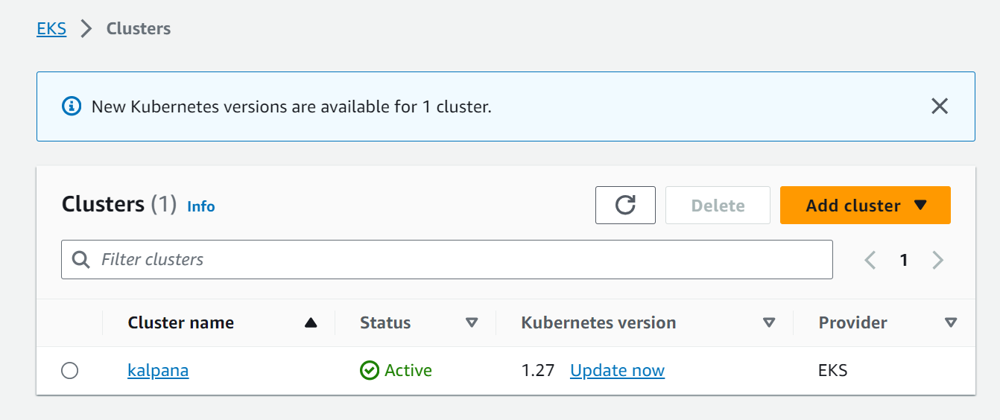 EKS > Clusters
New Kubernetes versions are available for 1 cluster.
Clusters (1) Info Delete Add cluster
Filter clusters 1
Cluster name Status Kubernetes version Provider
kalpana Active 1.27 Update now EKS